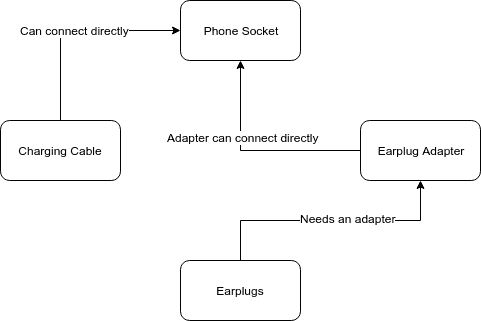 Can connect directly
Phone Socket
Adapter can connect directly
Charging Cable
Earplug Adapter
Needs an adapter
Earplugs